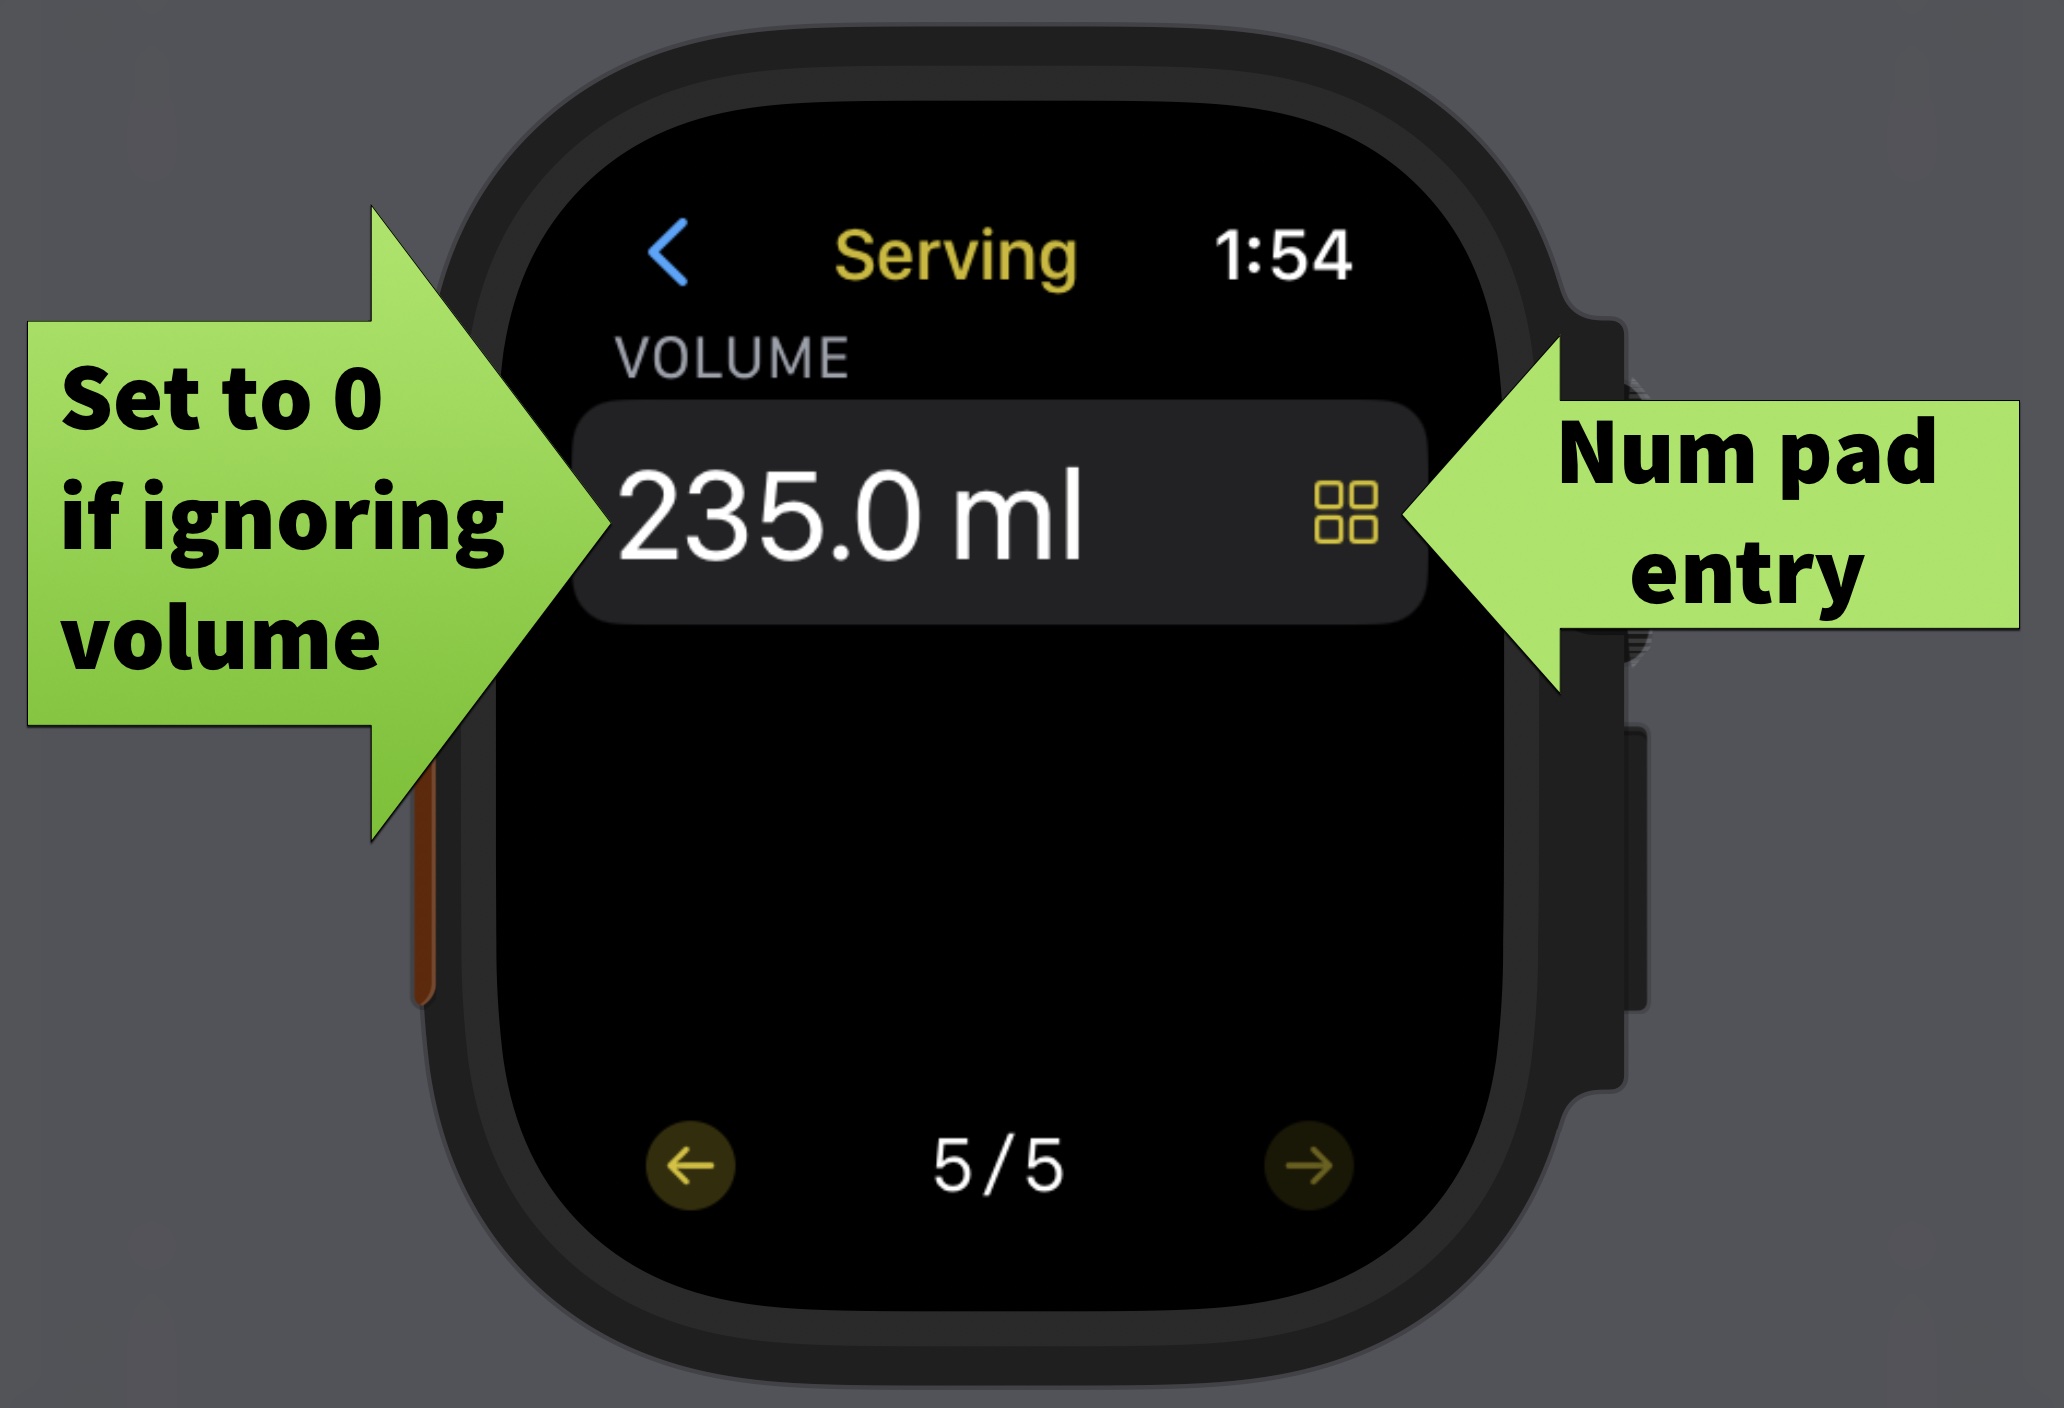 Serving 1:54
VOLUME
235.0 ml
5/5
Set to 0
if ignoring
volume
Num pad
entry